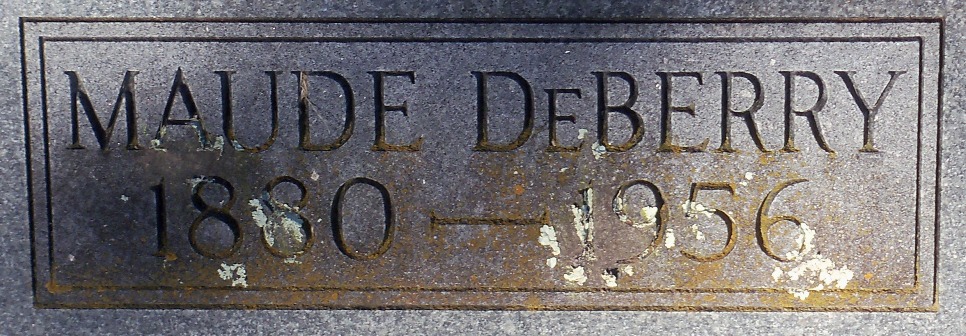 MAUDE DeBERRY
1880 — 1956